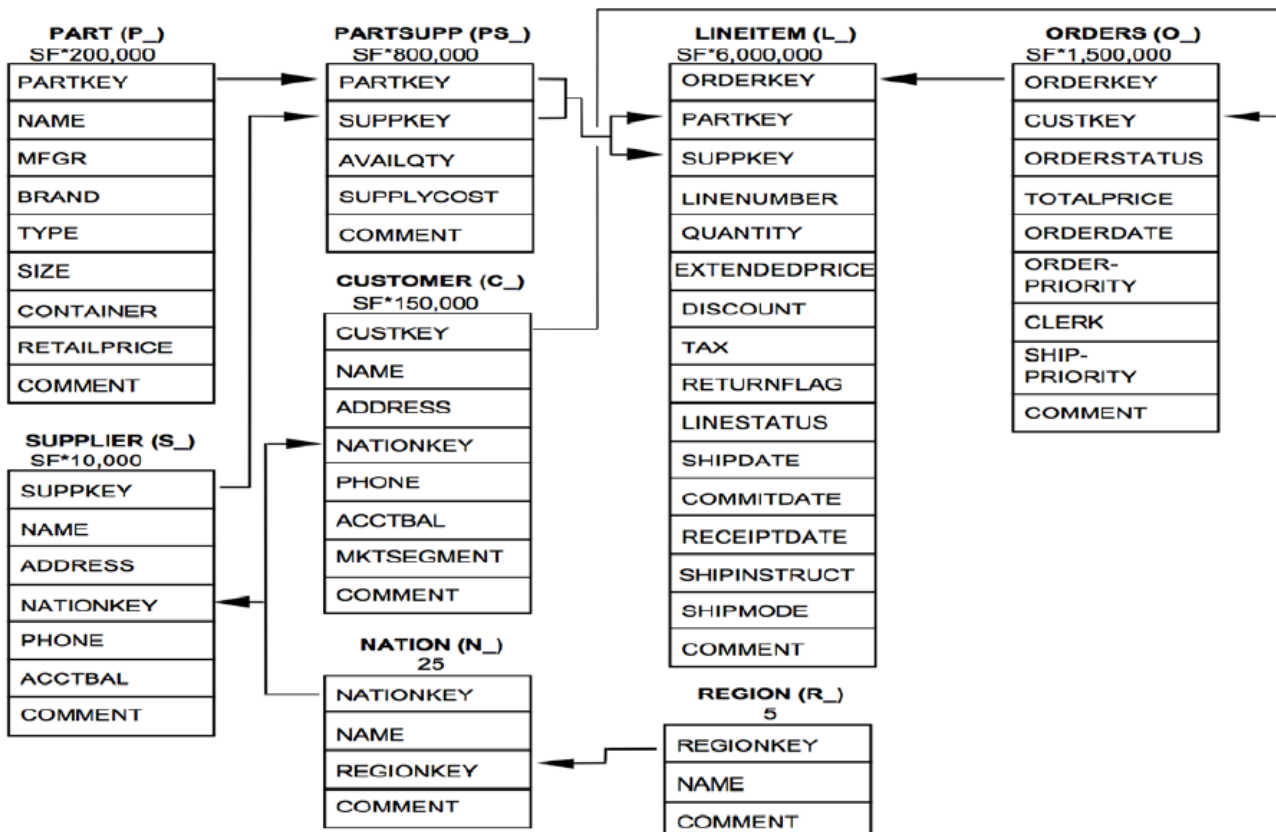 PART (P_)
SF*200,000
PARTKEY
NAME
MFGR
BRAND
TYPE
SIZE
CONTAINER
RETAILPRICE
COMMENT
SUPPLIER (S_)
SF*10,000
SUPPKEY
NAME
ADDRESS
NATIONKEY
PHONE
ACCTBAL
COMMENT
PARTSUPP (PS_)
SF*800,000
PARTKEY
SUPPKEY
AVAILQTY
SUPPLYCOST
COMMENT
CUSTOMER (C_)
SF*150,000
CUSTKEY
NAME
ADDRESS
NATIONKEY
PHONE
ACCTBAL
MKTSEGMENT
COMMENT
NATION (N_)
25
NATIONKEY
NAME
REGIONKEY
COMMENT
LINEITEM (L_)
SF*6,000,000
ORDERKEY
PARTKEY
SUPPKEY
LINENUMBER
QUANTITY
EXTENDEDPRICE
DISCOUNT
TAX
RETURNFLAG
LINESTATUS
SHIPDATE
COMMITDATE
RECEIPTDATE
SHIPINSTRUCT
SHIPMODE
COMMENT
REGION (R_)
5
REGIONKEY
NAME
COMMENT
ORDERS (O_)
SF*1,500,000
ORDERKEY
CUSTKEY
ORDERSTATUS
TOTALPRICE
ORDERDATE
ORDER-
PRIORITY
CLERK
SHIP-
PRIORITY
COMMENT